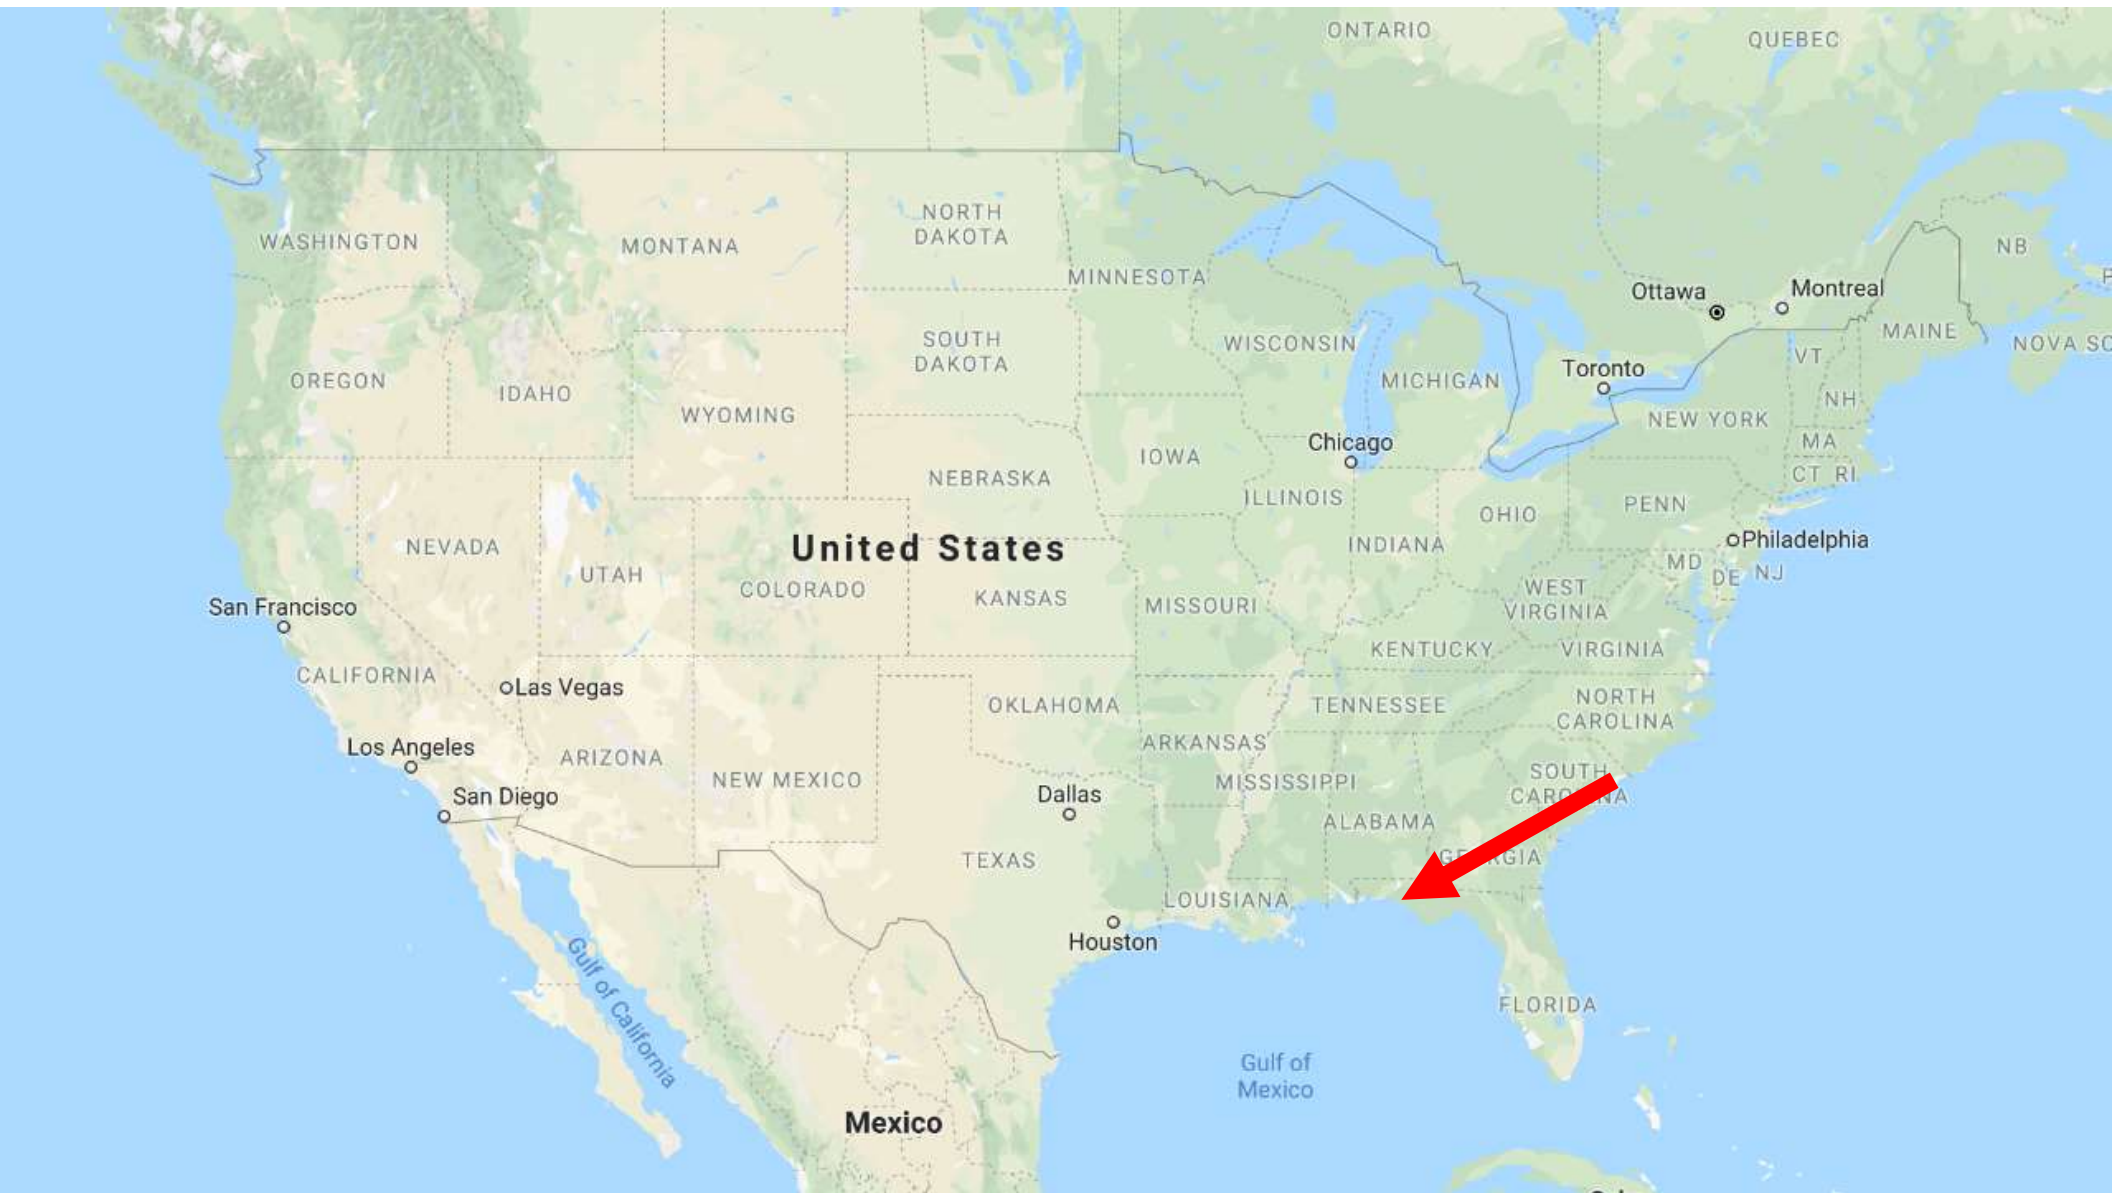 ONTARIO
QUEBEC
NORTH
DAKOTA
WASHINGTON
MONTANA
NB
MINNESOTA
Ottawa
Montreal
MAINE
SOUTH
DAKOTA
WISCONSIN
NOVA SC
VT
Toronto
OREGON
IDAHO
MICHIGAN
NH
WYOMING
NEW YORK
Chicago
MA
IOWA
CT RI
NEBRASKA
ILLINOIS
PENN
OHIO
Philadelphia
NEVADA
United States
INDIANA
MD
DE
NJ
UTAH
COLORADO
KANSAS
WEST
VIRGINIA
San Francisco
MISSOURI
KENTUCKY
VIRGINIA
CALIFORNIA
Las Vegas
OKLAHOMA
TENNESSEE
NORTH
CAROLINA
Los Angeles
ARIZONA
ARKANSAS
NEW MEXICO
MISSISSIPPI
SOUTH
CAROLINA
San Diego
Dallas
ALABAMA
TEXAS
GEORGIA
LOUISIANA
Houston
Gulf of California
FLORIDA
Gulf of
Mexico
Mexico